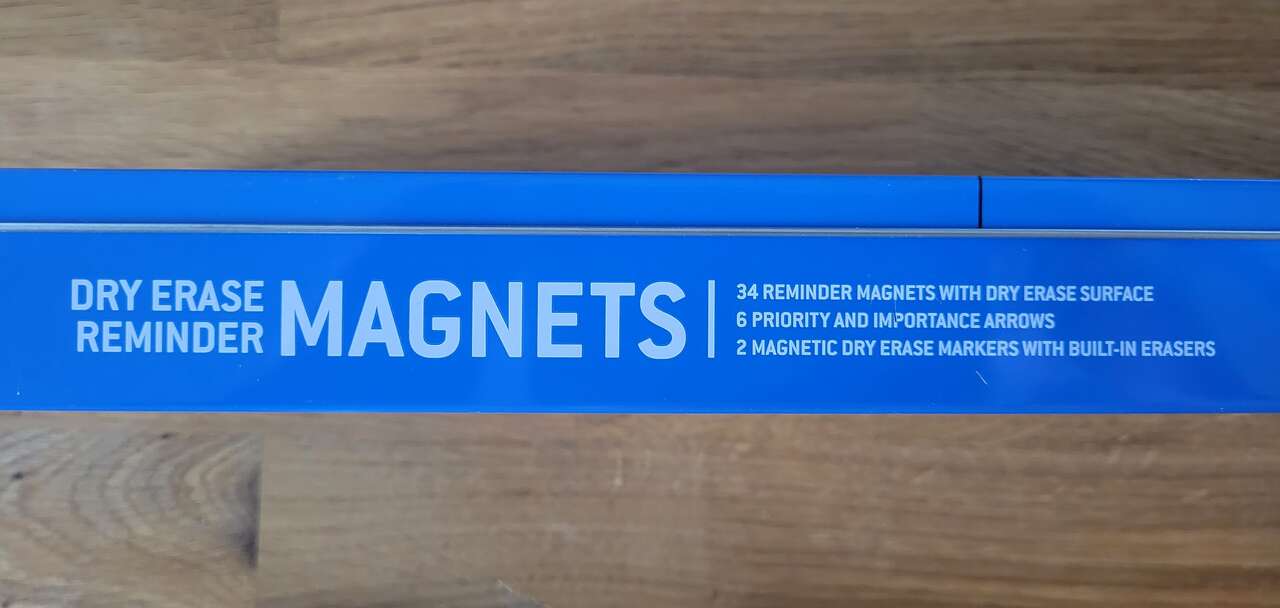 DRY ERASE
REMINDER
MAGNETS
34 REMINDER MAGNETS WITH DRY ERASE SURFACE
6 PRIORITY AND IMPORTANCE ARROWS
2 MAGNETIC DRY ERASE MARKERS WITH BUILT-IN ERASERS